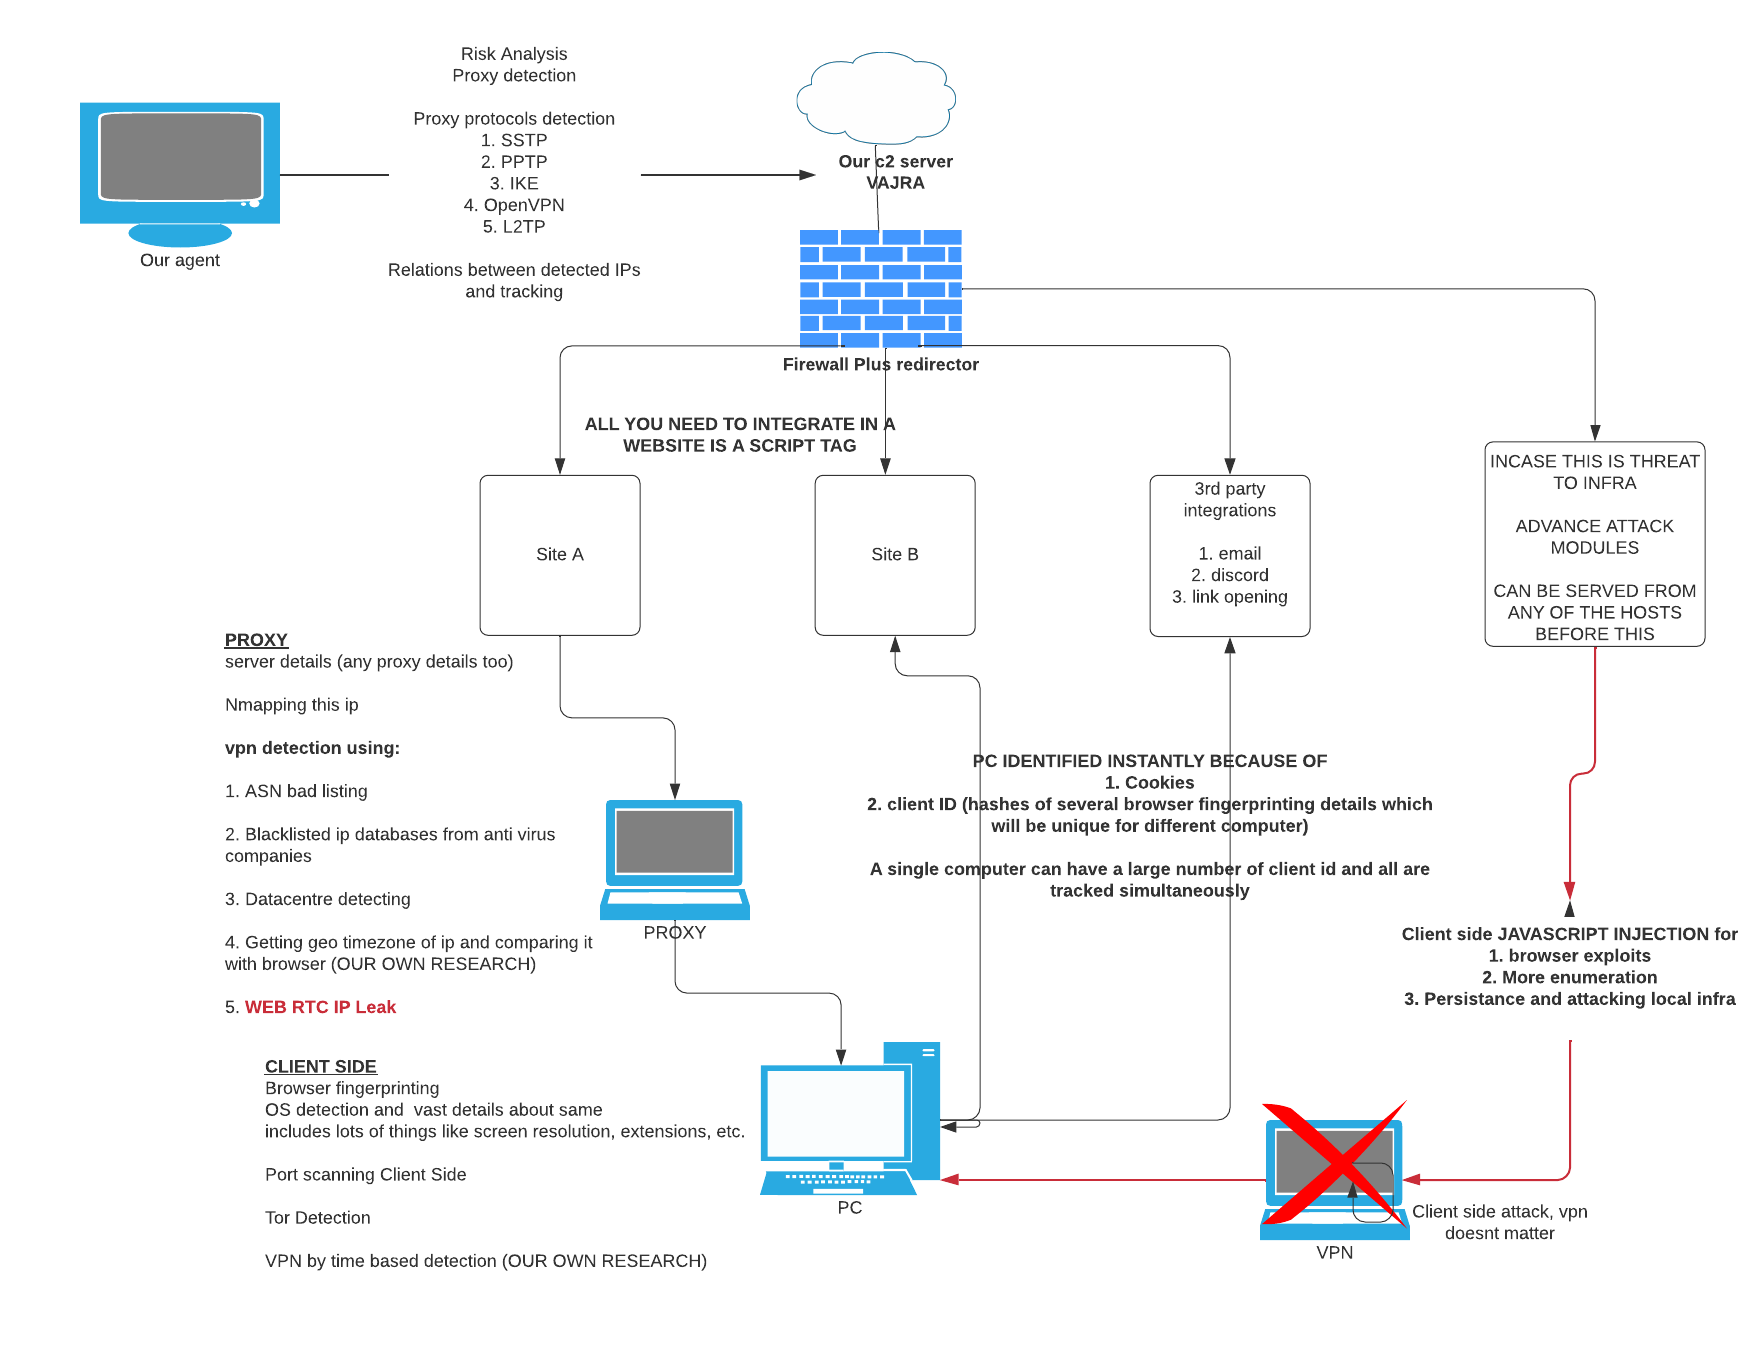 Risk Analysis
Proxy detection
Proxy protocols detection
1. SSTP
2. PPTP
3. IKE
4. OpenVPN
5. L2TP
Relations between detected IPs
and tracking
Our agent
Our c2 server
VAJRA
Firewall Plus redirector
ALL YOU NEED TO INTEGRATE IN A
WEBSITE IS A SCRIPT TAG
Site A
Site B
3rd party
integrations
1. email
2. discord
3. link opening
INCASE THIS IS THREAT
TO INFRA
ADVANCE ATTACK
MODULES
CAN BE SERVED FROM
ANY OF THE HOSTS
BEFORE THIS
PROXY
server details (any proxy details too)
Nmapping this ip
vpn detection using:
1. ASN bad listing
2. Blacklisted ip databases from anti virus
companies
3. Datacentre detecting
4. Getting geo timezone of ip and comparing it
with browser (OUR OWN RESEARCH)
5. WEB RTC IP Leak
PROXY
PC IDENTIFIED INSTANTLY BECAUSE OF
1. Cookies
2. client ID (hashes of several browser fingerprinting details which
will be unique for different computer)
A single computer can have a large number of client id and all are
tracked simultaneously
Client side JAVASCRIPT INJECTION for
1. browser exploits
2. More enumeration
3. Persistance and attacking local infra
CLIENT SIDE
Browser fingerprinting
OS detection and  vast details about same
includes lots of things like screen resolution, extensions, etc.
Port scanning Client Side
Tor Detection
VPN by time based detection (OUR OWN RESEARCH)
PC
VPN
Client side attack, vpn
doesnt matter